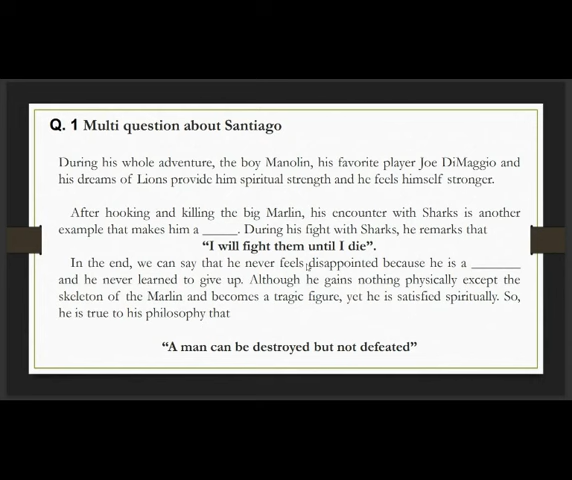 Q. 1 Multi question about Santiago
During his whole adventure, the boy Manolin, his favorite player Joe DiMaggio and
his dreams of Lions provide him spiritual strength and he feels himself stronger.
After hooking and killing the big Marlin, his encounter with Sharks is another
example that makes him a _____. During his fight with Sharks, he remarks that
“I will fight them until I die”.
In the end, we can say that he never feels disappointed because he is a _______
and he never learned to give up. Although he gains nothing physically except the
skeleton of the Marlin and becomes a tragic figure, yet he is satisfied spiritually. So,
he is true to his philosophy that
“A man can be destroyed but not defeated”